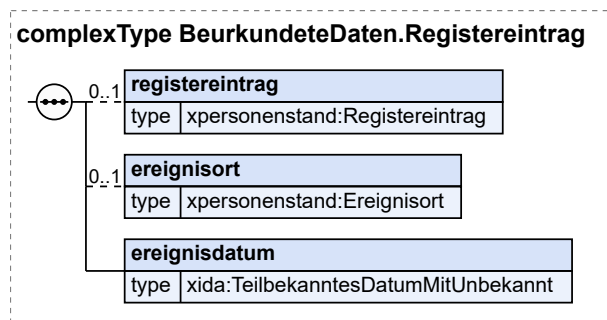 complexType BeurkundeteDaten.Registereintrag
0..1
registereintrag
type xpersonenstand:Registereintrag
0..1
ereignisort
type xpersonenstand:Ereignisort
ereignisdatum
type xida:TeilbekanntesDatumMitUnbekannt